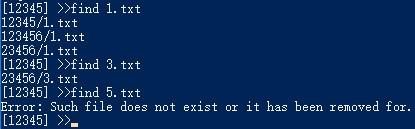 [12345] >>find 1.txt
12345/1.txt
123456/1.txt
23456/1.txt
[12345] >>find 3.txt
23456/3.txt
[12345] >>find 5.txt
Error: Such file does not exist or it has been removed for.
[12345] >>_